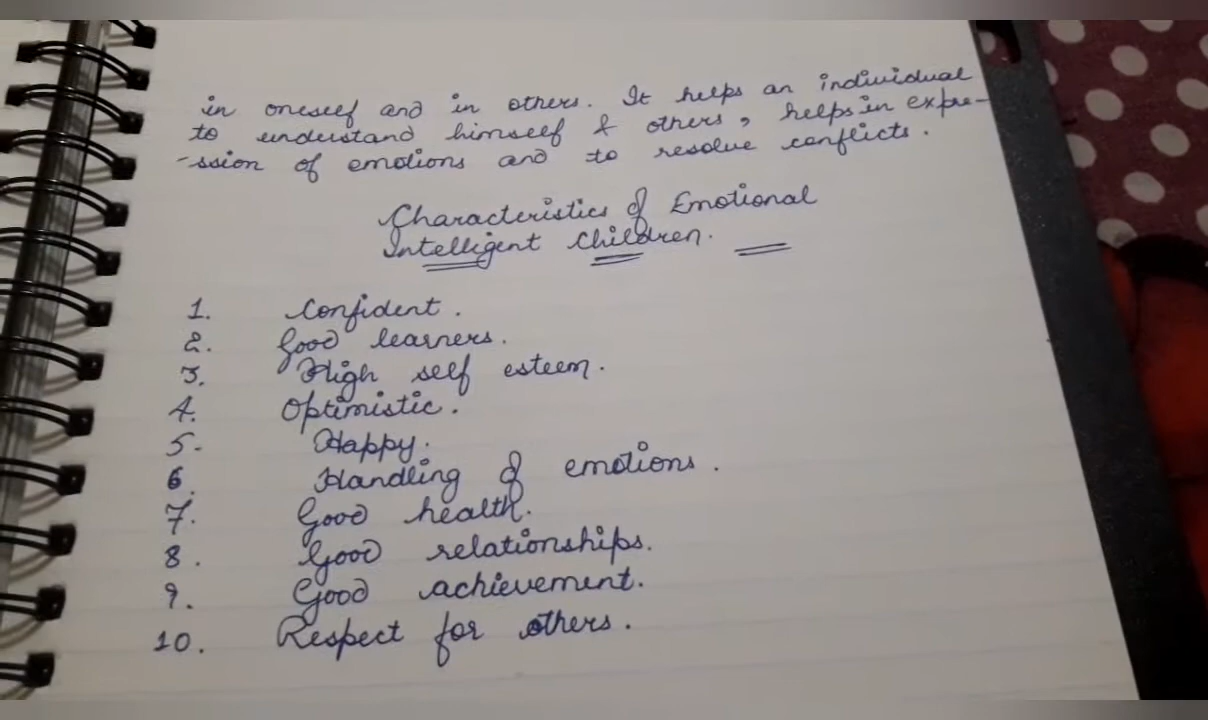 in oneself and in others. It helps an individual
to understand himself & others, helps in expre-
-ssion of emotions and to resolve conflicts.
Characteristics of Emotional
Intelligent Children.
1. Confident.
2. Good learners.
3. High self esteem.
4. Optimistic.
5. Happy.
6. Handling of emotions.
7. Good health.
8. Good relationships.
9. Good achievement.
10. Respect for others.